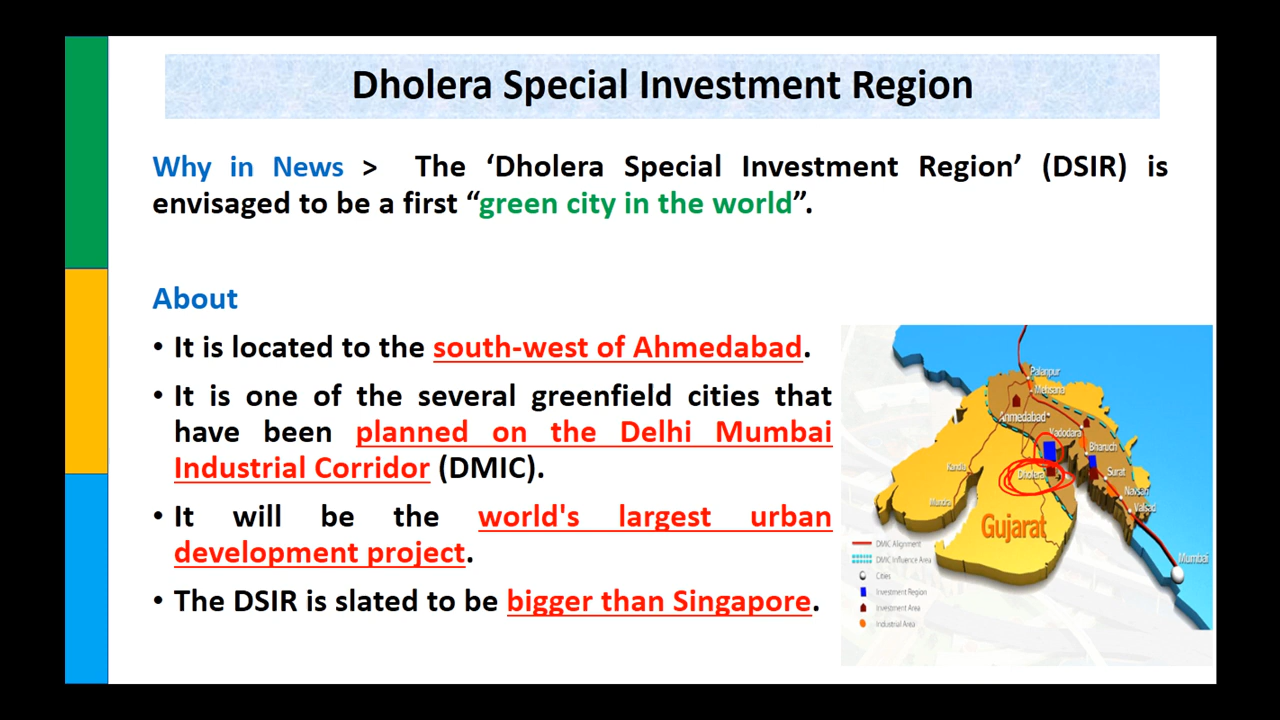 Dholera Special Investment Region
Why in News > The ‘Dholera Special Investment Region’ (DSIR) is
envisaged to be a first “green city in the world”.
About
• It is located to the south-west of Ahmedabad.
• It is one of the several greenfield cities that
have been planned on the Delhi Mumbai
Industrial Corridor (DMIC).
• It will be the world's largest urban
development project.
• The DSIR is slated to be bigger than Singapore.
Palanpur
Mehsana
Ahmedabad
Vadodara
Bharuch
Kandla
Dholera
Surat
Mundra
Navsari
Valsad
Gujarat
Mumbai
DMIC Alignment
DMIC Influence Area
Cities
Investment Region
Investment Area
Industrial Area